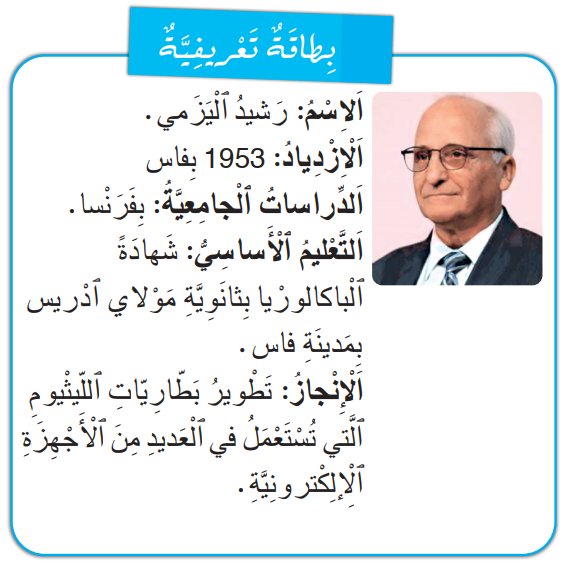 بِطاقَةٌ تَعْريفِيَّةٌ
اَلِاسْمُ: رَشيدُ ٱلْيَزَمي.
اَلْاِزْدِيادُ: 1953 بِفاس
اَلدِّراساتُ ٱلْجامِعِيَّةُ: بِفَرَنْسا.
اَلتَّعْليمُ ٱلْأَساسِيُّ: شَهادَةُ
ٱلْباكالورْيا بِثانَوِيَّةِ مَوْلاي ٱدْريس
بِمَدينَةِ فاس.
اَلْإِنْجازُ: تَطْويرُ بَطّارِيّاتِ ٱللّيثْيومِ
ٱلَّتي تُسْتَعْمَلُ في ٱلْعَديدِ مِنَ ٱلْأَجْهِزَةِ
ٱلْإِلِكْترونِيَّةِ.